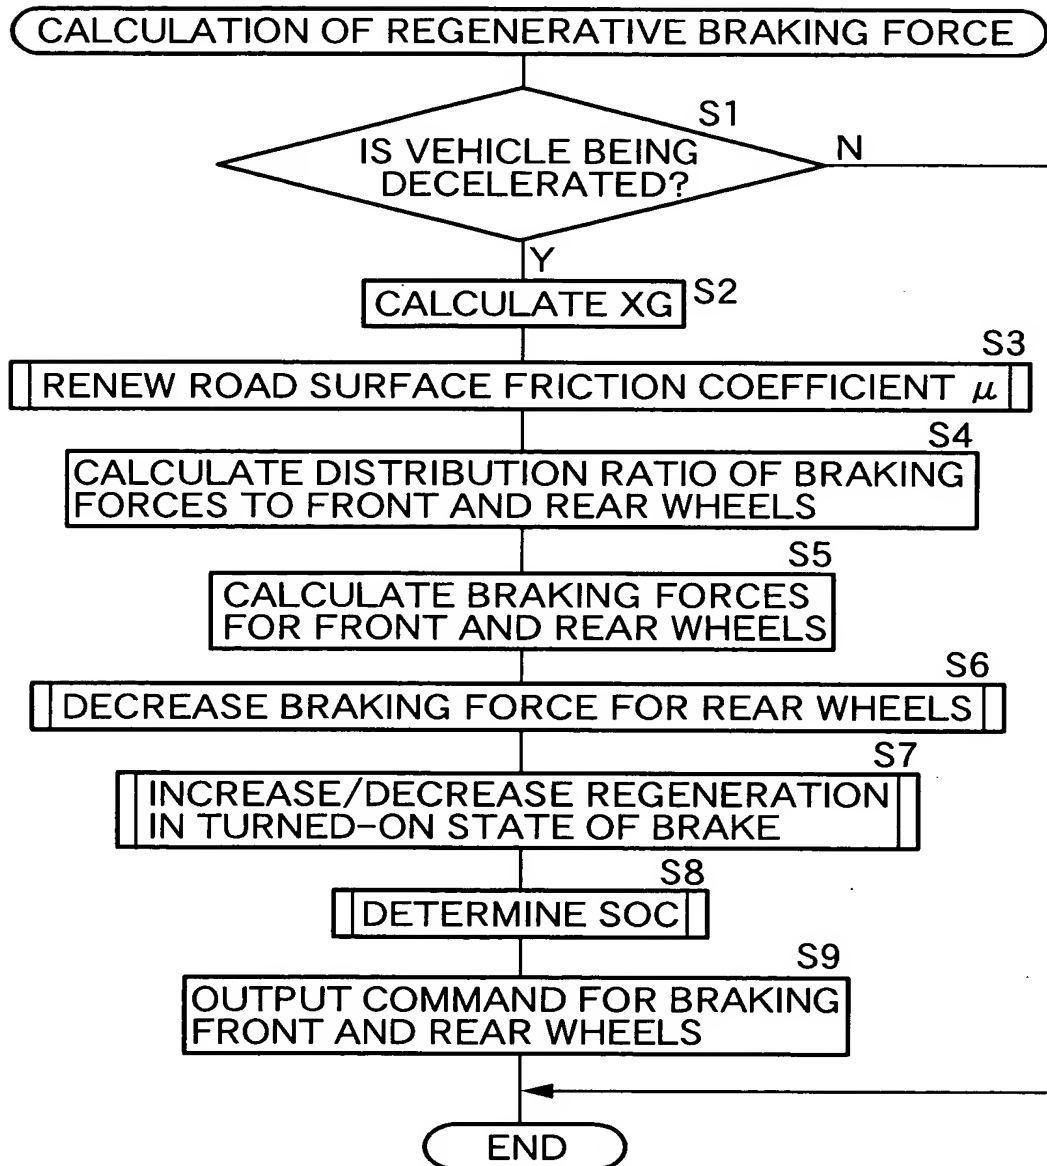 CALCULATION OF REGENERATIVE BRAKING FORCE
S1
IS VEHICLE BEING
DECELERATED?
N
Y
CALCULATE XG
S2
S3
RENEW ROAD SURFACE FRICTION COEFFICIENT μ
S4
CALCULATE DISTRIBUTION RATIO OF BRAKING
FORCES TO FRONT AND REAR WHEELS
S5
CALCULATE BRAKING FORCES
FOR FRONT AND REAR WHEELS
S6
DECREASE BRAKING FORCE FOR REAR WHEELS
S7
INCREASE/DECREASE REGENERATION
IN TURNED-ON STATE OF BRAKE
S8
DETERMINE SOC
S9
OUTPUT COMMAND FOR BRAKING
FRONT AND REAR WHEELS
END